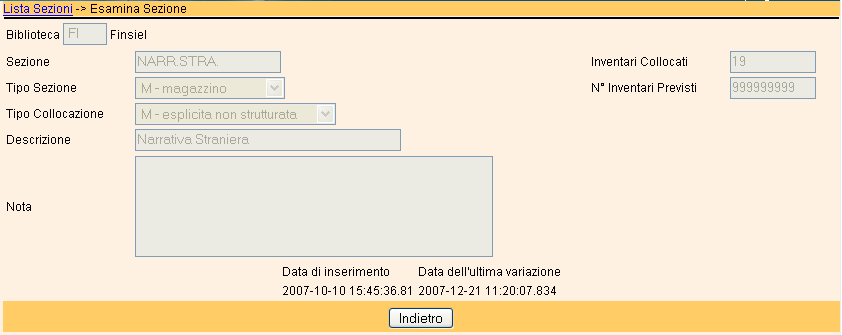 Lista Sezioni -> Esamina Sezione
Biblioteca FI Finsiel
Sezione NARR.STRA. Inventari Collocati 19
Tipo Sezione M - magazzino N° Inventari Previsti 999999999
Tipo Collocazione M - esplicita non strutturata
Descrizione Narrativa Straniera
Nota
Data di inserimento Data dell'ultima variazione
2007-10-10 15:45:36.81 2007-12-21 11:20:07.834
Indietro